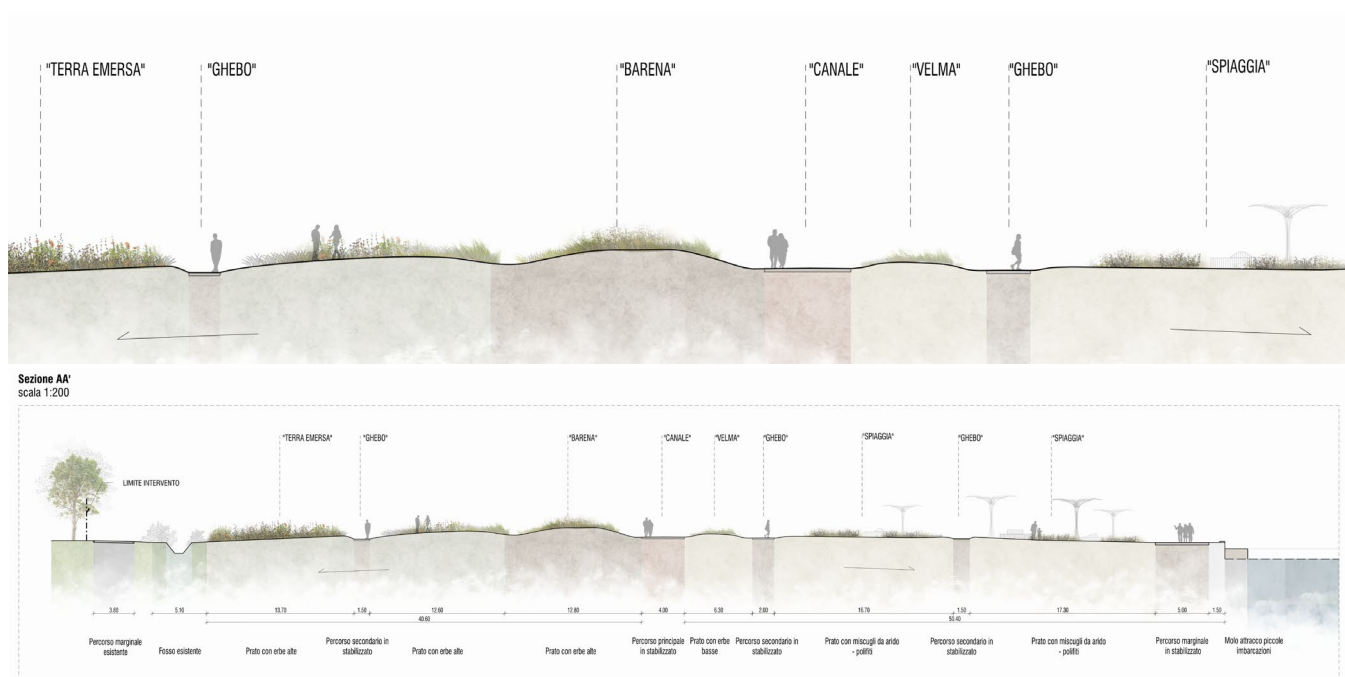 "TERRA EMERSA" "GHEBO" "BARENA" "CANALE" "VELMA" "GHEBO" "SPIAGGIA"
Sezione AA'
scala 1:200
"TERRA EMERSA" "GHEBO" "BARENA" "CANALE" "VELMA" "GHEBO" "SPIAGGIA" "GHEBO" "SPIAGGIA"
LIMITE INTERVENTO
3.80 5.10 13.70 1.50 12.60 12.80 4.00 6.30 2.00 16.70 1.50 17.30 5.00 1.50
40.60 50.40
Percorso marginale
esistente
Fosso esistente
Prato con erbe alte
Percorso secondario in
stabilizzato
Prato con erbe alte
Prato con erbe alte
Percorso principale
in stabilizzato
Prato con erbe
basse
Percorso secondario in
stabilizzato
Prato con miscugli da arido
- polifiti
Percorso secondario in
stabilizzato
Prato con miscugli da arido
- polifiti
Percorso marginale
in stabilizzato
Molo attracco piccole
imbarcazioni